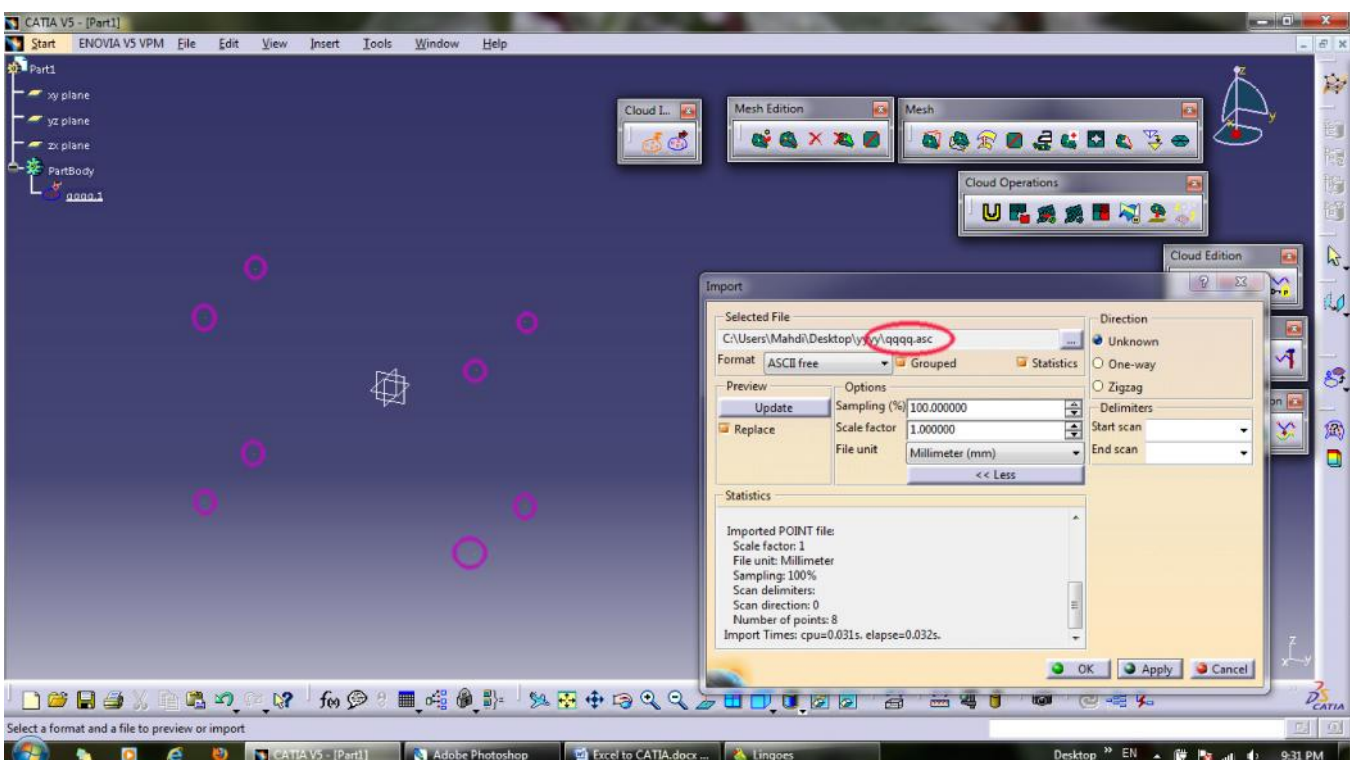 CATIA V5 - [Part1]
Start ENOVIA V5 VPM File Edit View Insert Tools Window Help
Part1
xy plane
yz plane
zx plane
PartBody
qqqq.1
Cloud I...
Mesh Edition
Mesh
Cloud Operations
Cloud Edition
z
y
Import
Selected File
C:\Users\Mahdi\Desktop\yyyy\qqqq.asc
...
Format ASCII free Grouped Statistics
Preview
Update
Replace
Options
Sampling (%) 100.000000
Scale factor 1.000000
File unit Millimeter (mm)
<< Less
Direction
Unknown
One-way
Zigzag
Delimiters
Start scan
End scan
Statistics
Imported POINT file:
Scale factor: 1
File unit: Millimeter
Sampling: 100%
Scan delimiters:
Scan direction: 0
Number of points: 8
Import Times: cpu=0.031s. elapse=0.032s.
OK Apply Cancel
z
x y
CATIA
Select a format and a file to preview or import
CATIA V5 - [Part1] Adobe Photoshop Excel to CATIA.docx ... Lingoes Desktop » EN 9:31 PM